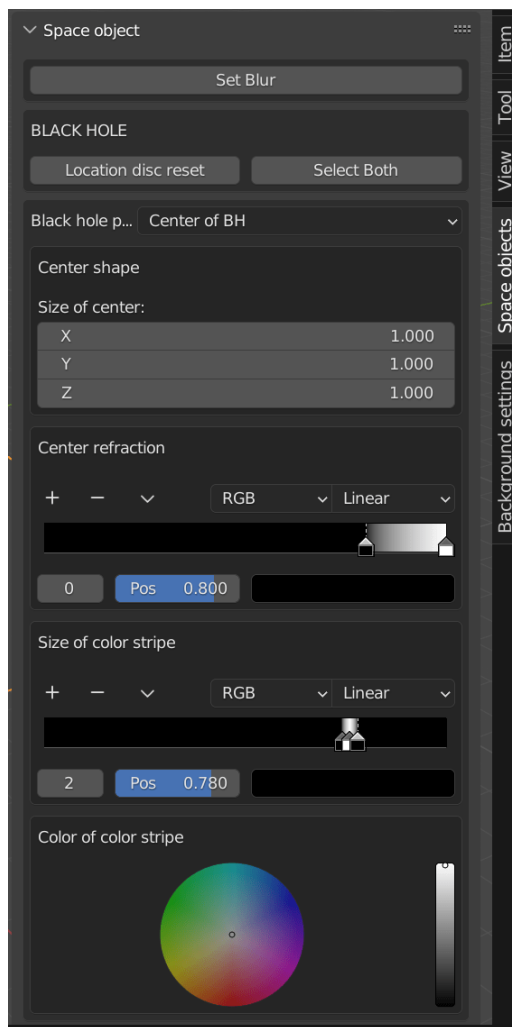 Space object
Set Blur
BLACK HOLE
Location disc reset Select Both
Black hole p... Center of BH
Center shape
Size of center:
X 1.000
Y 1.000
Z 1.000
Center refraction
+ − RGB Linear
0 Pos 0.800
Size of color stripe
+ − RGB Linear
2 Pos 0.780
Color of color stripe
Item
Tool
View
Space objects
Background settings